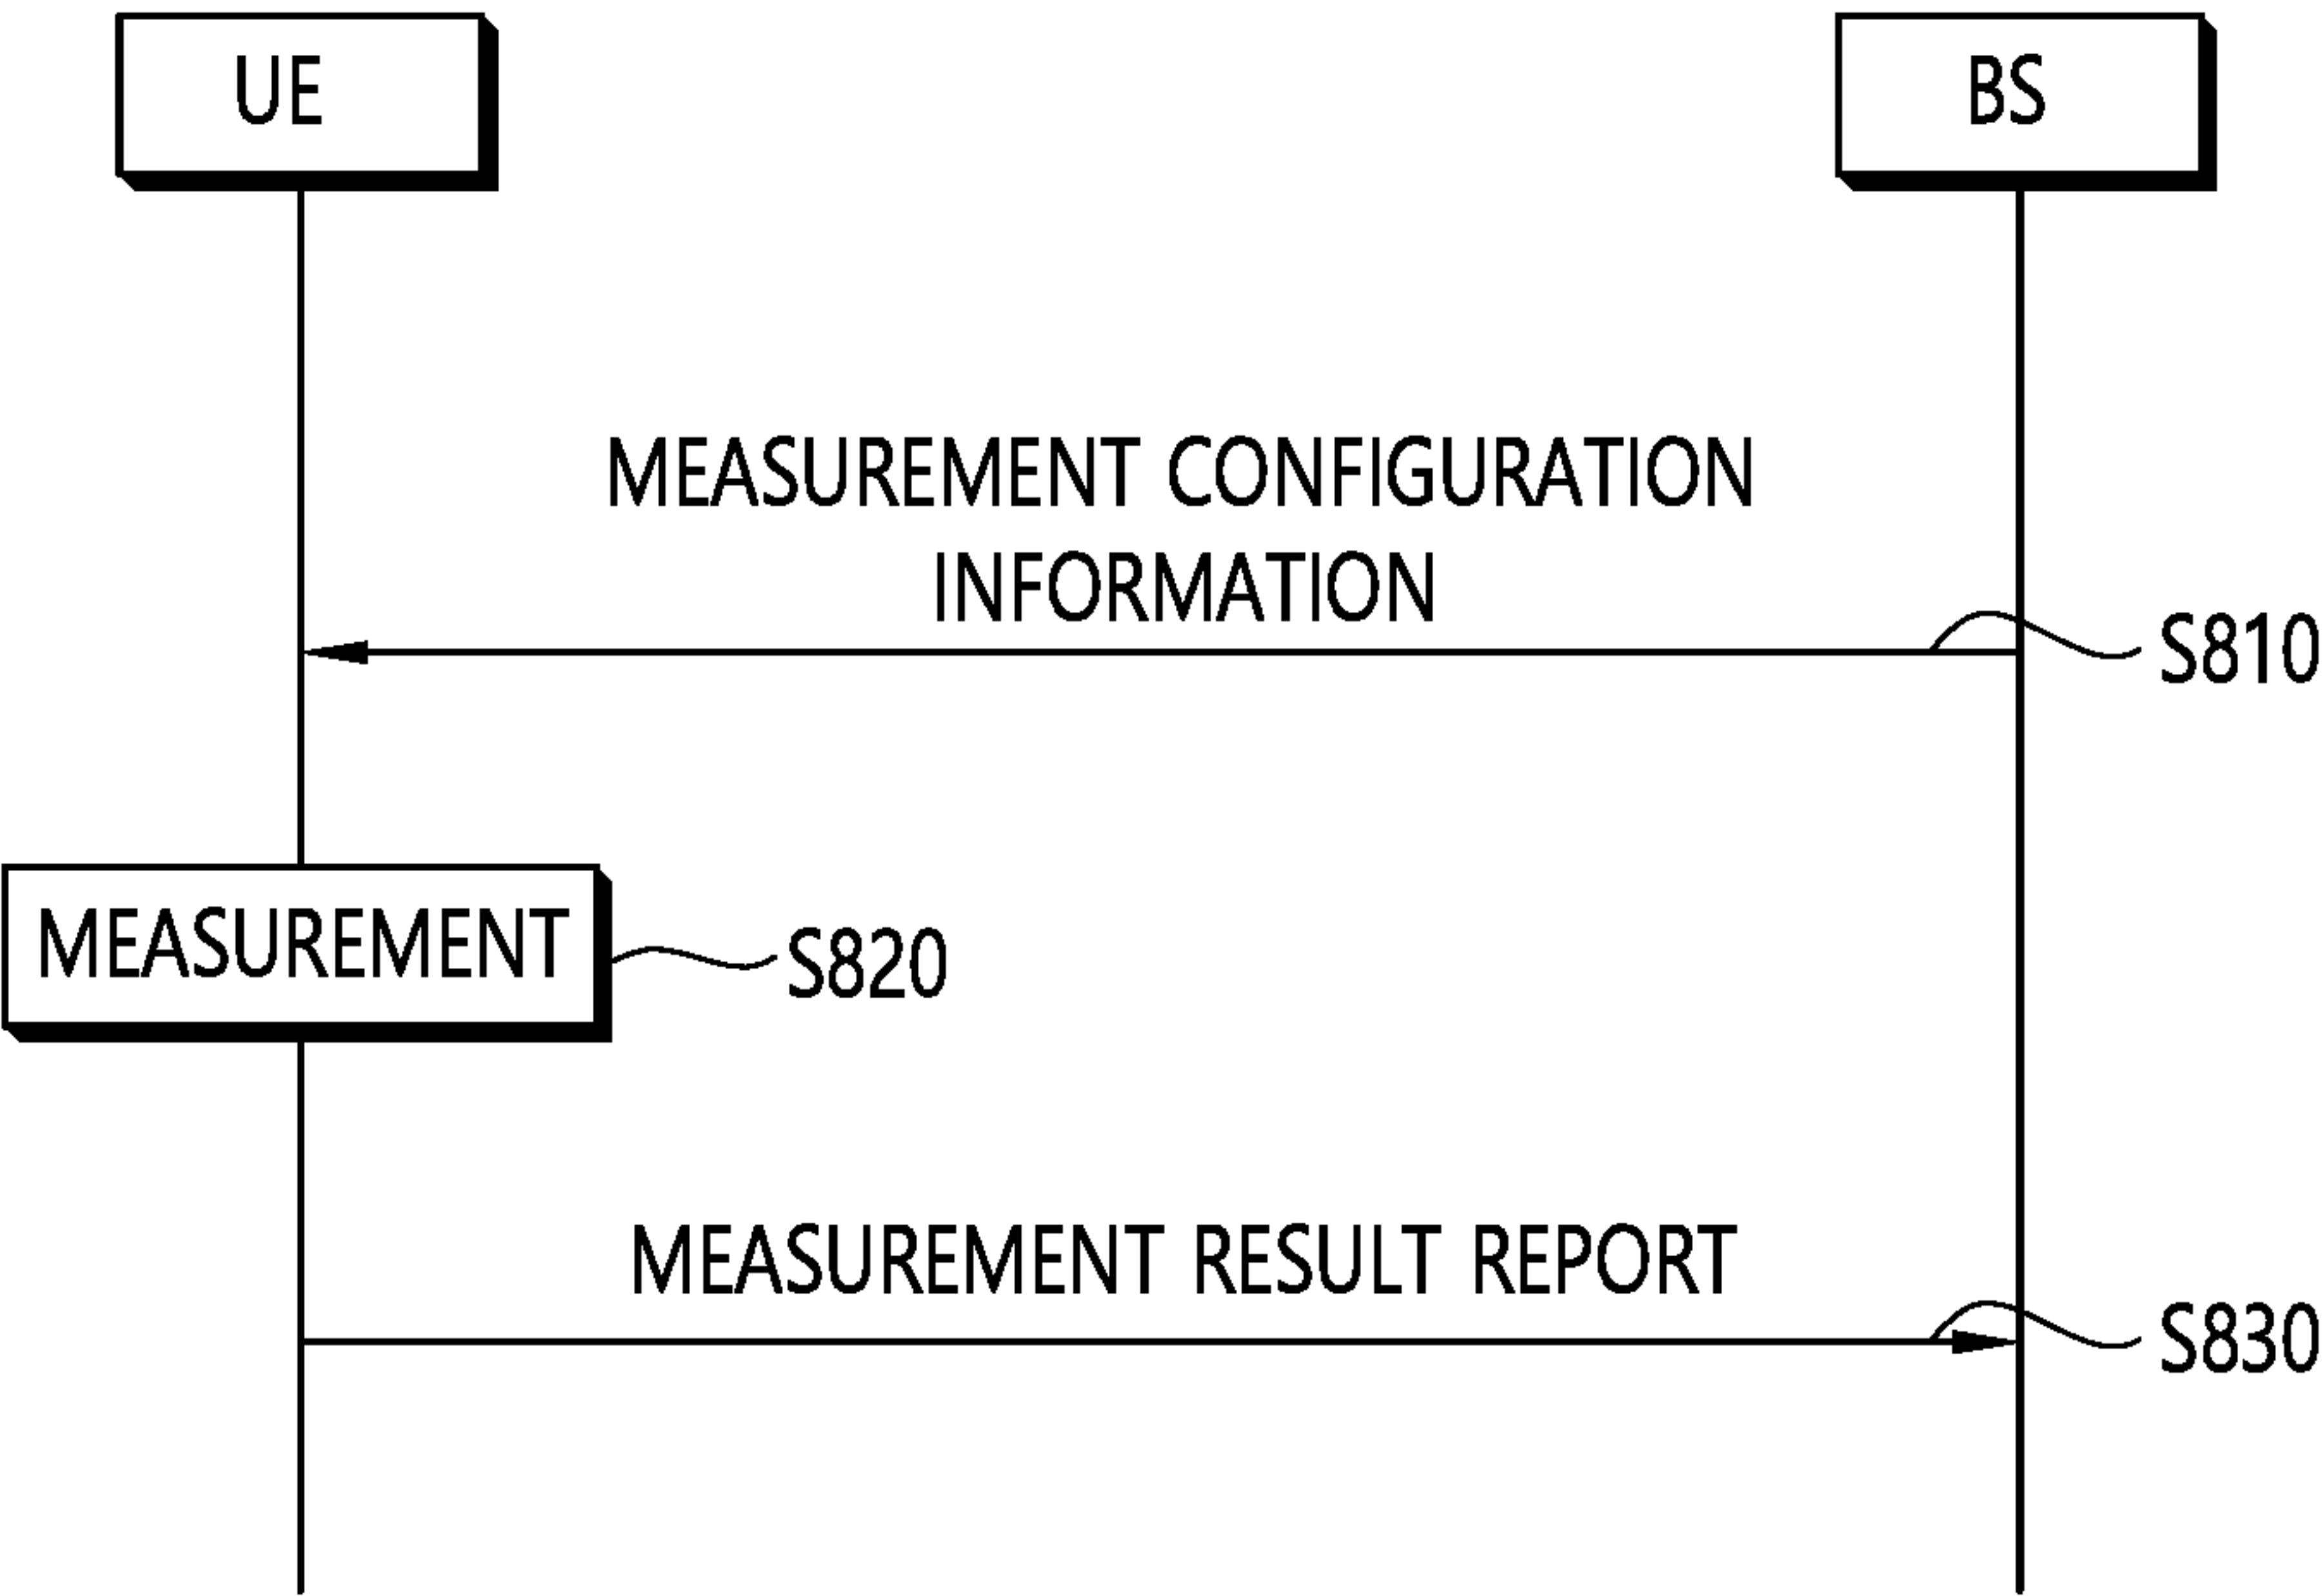 UE
BS
MEASUREMENT CONFIGURATION
INFORMATION
S810
MEASUREMENT
S820
MEASUREMENT RESULT REPORT
S830